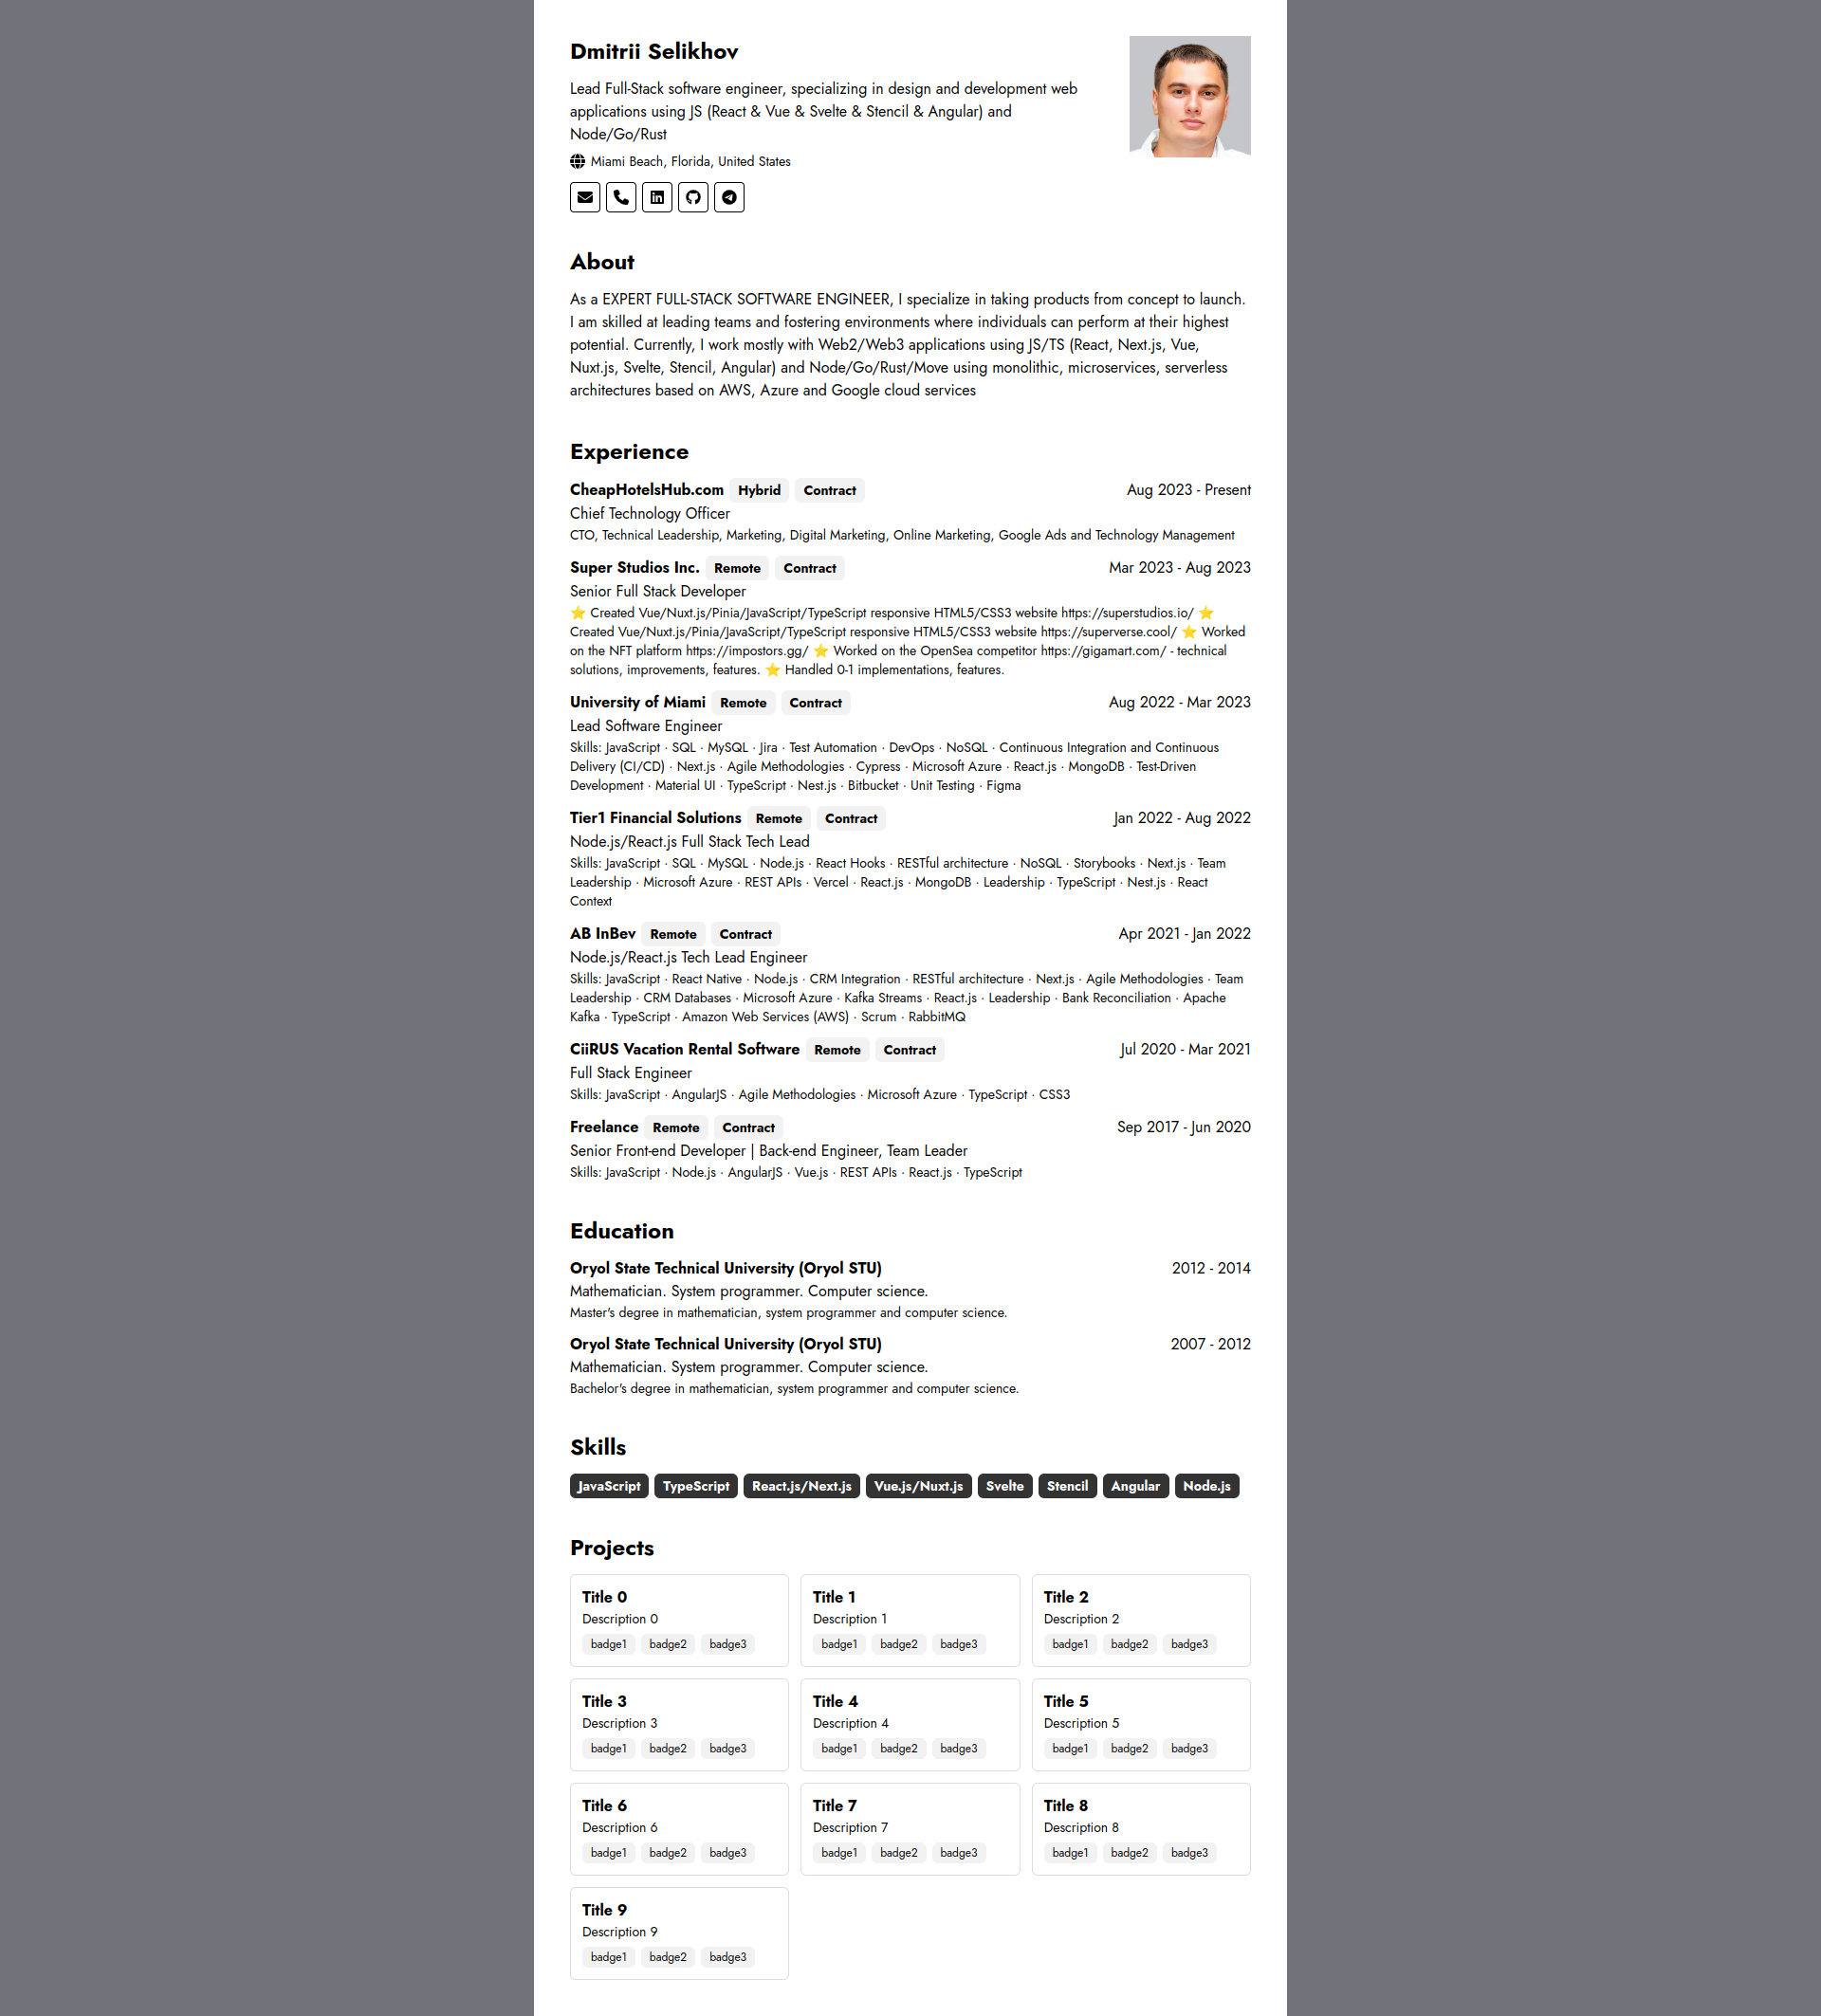 Dmitrii Selikhov
Lead Full-Stack software engineer, specializing in design and development web
applications using JS (React & Vue & Svelte & Stencil & Angular) and
Node/Go/Rust
Miami Beach, Florida, United States
About
As a EXPERT FULL-STACK SOFTWARE ENGINEER, I specialize in taking products from concept to launch.
I am skilled at leading teams and fostering environments where individuals can perform at their highest
potential. Currently, I work mostly with Web2/Web3 applications using JS/TS (React, Next.js, Vue,
Nuxt.js, Svelte, Stencil, Angular) and Node/Go/Rust/Move using monolithic, microservices, serverless
architectures based on AWS, Azure and Google cloud services
Experience
CheapHotelsHub.com Hybrid Contract Aug 2023 - Present
Chief Technology Officer
CTO, Technical Leadership, Marketing, Digital Marketing, Online Marketing, Google Ads and Technology Management
Super Studios Inc. Remote Contract Mar 2023 - Aug 2023
Senior Full Stack Developer
⭐ Created Vue/Nuxt.js/Pinia/JavaScript/TypeScript responsive HTML5/CSS3 website https://superstudios.io/ ⭐
Created Vue/Nuxt.js/Pinia/JavaScript/TypeScript responsive HTML5/CSS3 website https://superverse.cool/ ⭐ Worked
on the NFT platform https://impostors.gg/ ⭐ Worked on the OpenSea competitor https://gigamart.com/ - technical
solutions, improvements, features. ⭐ Handled 0-1 implementations, features.
University of Miami Remote Contract Aug 2022 - Mar 2023
Lead Software Engineer
Skills: JavaScript · SQL · MySQL · Jira · Test Automation · DevOps · NoSQL · Continuous Integration and Continuous
Delivery (CI/CD) · Next.js · Agile Methodologies · Cypress · Microsoft Azure · React.js · MongoDB · Test-Driven
Development · Material UI · TypeScript · Nest.js · Bitbucket · Unit Testing · Figma
Tier1 Financial Solutions Remote Contract Jan 2022 - Aug 2022
Node.js/React.js Full Stack Tech Lead
Skills: JavaScript · SQL · MySQL · Node.js · React Hooks · RESTful architecture · NoSQL · Storybooks · Next.js · Team
Leadership · Microsoft Azure · REST APIs · Vercel · React.js · MongoDB · Leadership · TypeScript · Nest.js · React
Context
AB InBev Remote Contract Apr 2021 - Jan 2022
Node.js/React.js Tech Lead Engineer
Skills: JavaScript · React Native · Node.js · CRM Integration · RESTful architecture · Next.js · Agile Methodologies · Team
Leadership · CRM Databases · Microsoft Azure · Kafka Streams · React.js · Leadership · Bank Reconciliation · Apache
Kafka · TypeScript · Amazon Web Services (AWS) · Scrum · RabbitMQ
CiiRUS Vacation Rental Software Remote Contract Jul 2020 - Mar 2021
Full Stack Engineer
Skills: JavaScript · AngularJS · Agile Methodologies · Microsoft Azure · TypeScript · CSS3
Freelance Remote Contract Sep 2017 - Jun 2020
Senior Front-end Developer | Back-end Engineer, Team Leader
Skills: JavaScript · Node.js · AngularJS · Vue.js · REST APIs · React.js · TypeScript
Education
Oryol State Technical University (Oryol STU) 2012 - 2014
Mathematician. System programmer. Computer science.
Master's degree in mathematician, system programmer and computer science.
Oryol State Technical University (Oryol STU) 2007 - 2012
Mathematician. System programmer. Computer science.
Bachelor's degree in mathematician, system programmer and computer science.
Skills
JavaScript TypeScript React.js/Next.js Vue.js/Nuxt.js Svelte Stencil Angular Node.js
Projects
Title 0 Title 1 Title 2
Description 0 Description 1 Description 2
badge1 badge2 badge3 badge1 badge2 badge3 badge1 badge2 badge3
Title 3 Title 4 Title 5
Description 3 Description 4 Description 5
badge1 badge2 badge3 badge1 badge2 badge3 badge1 badge2 badge3
Title 6 Title 7 Title 8
Description 6 Description 7 Description 8
badge1 badge2 badge3 badge1 badge2 badge3 badge1 badge2 badge3
Title 9
Description 9
badge1 badge2 badge3